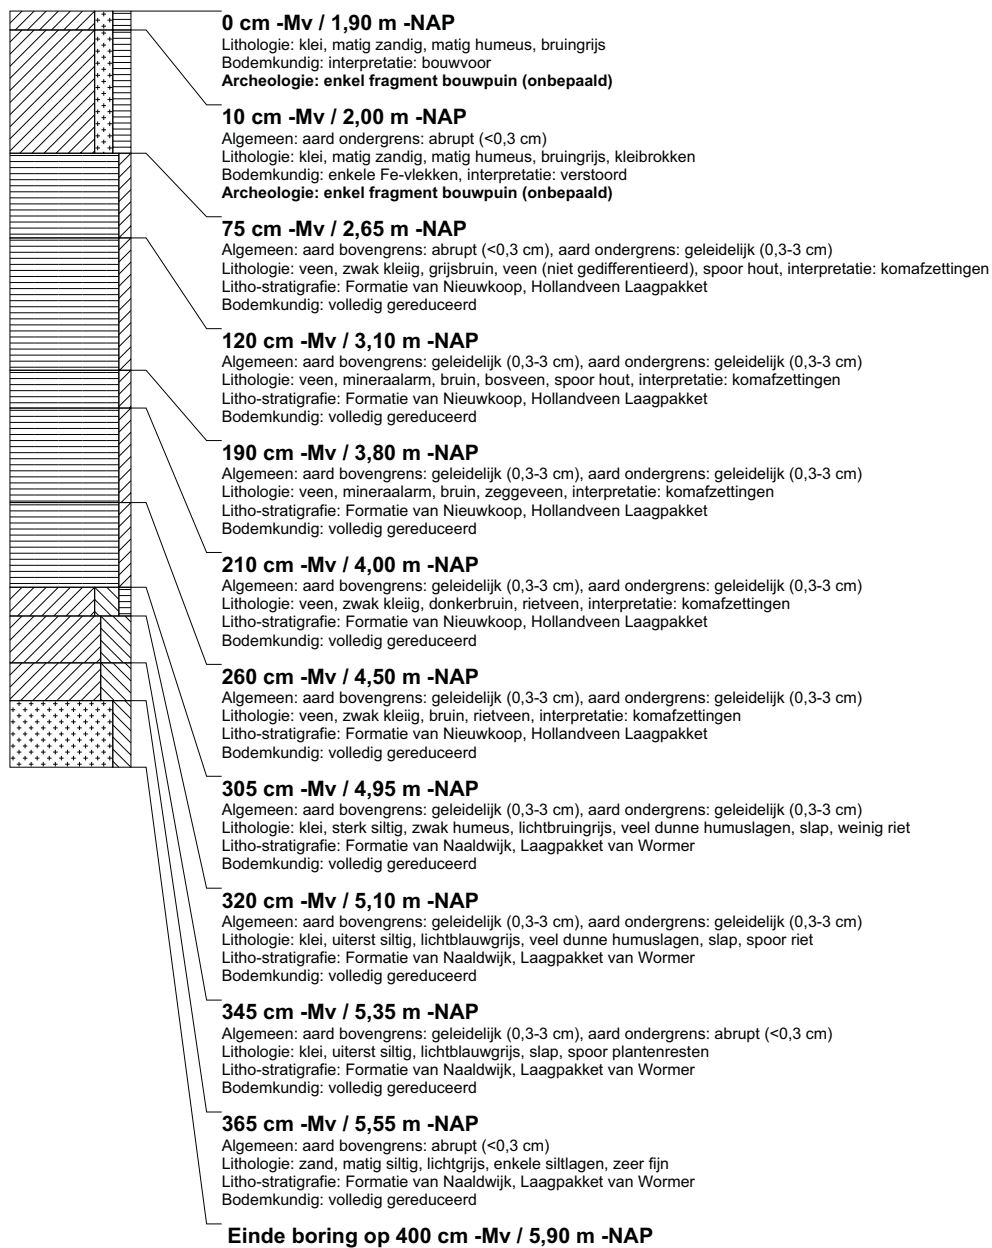 0 cm -Mv / 1,90 m -NAP
Lithologie: klei, matig zandig, matig humeus, bruingrijs
Bodemkundig: interpretatie: bouwvoor
Archeologie: enkel fragment bouwpuin (onbepaald)
10 cm -Mv / 2,00 m -NAP
Algemeen: aard ondergrens: abrupt (<0,3 cm)
Lithologie: klei, matig zandig, matig humeus, bruingrijs, kleibrokken
Bodemkundig: enkele Fe-vlekken, interpretatie: verstoord
Archeologie: enkel fragment bouwpuin (onbepaald)
75 cm -Mv / 2,65 m -NAP
Algemeen: aard bovengrens: abrupt (<0,3 cm), aard ondergrens: geleidelijk (0,3-3 cm)
Lithologie: veen, zwak kleiig, grijsbruin, veen (niet gedifferentieerd), spoor hout, interpretatie: komafzettingen
Litho-stratigrafie: Formatie van Nieuwkoop, Hollandveen Laagpakket
Bodemkundig: volledig gereduceerd
120 cm -Mv / 3,10 m -NAP
Algemeen: aard bovengrens: geleidelijk (0,3-3 cm), aard ondergrens: geleidelijk (0,3-3 cm)
Lithologie: veen, mineraalarm, bruin, bosveen, spoor hout, interpretatie: komafzettingen
Litho-stratigrafie: Formatie van Nieuwkoop, Hollandveen Laagpakket
Bodemkundig: volledig gereduceerd
190 cm -Mv / 3,80 m -NAP
Algemeen: aard bovengrens: geleidelijk (0,3-3 cm), aard ondergrens: geleidelijk (0,3-3 cm)
Lithologie: veen, mineraalarm, bruin, zeggeveen, interpretatie: komafzettingen
Litho-stratigrafie: Formatie van Nieuwkoop, Hollandveen Laagpakket
Bodemkundig: volledig gereduceerd
210 cm -Mv / 4,00 m -NAP
Algemeen: aard bovengrens: geleidelijk (0,3-3 cm), aard ondergrens: geleidelijk (0,3-3 cm)
Lithologie: veen, zwak kleiig, donkerbruin, rietveen, interpretatie: komafzettingen
Litho-stratigrafie: Formatie van Nieuwkoop, Hollandveen Laagpakket
Bodemkundig: volledig gereduceerd
260 cm -Mv / 4,50 m -NAP
Algemeen: aard bovengrens: geleidelijk (0,3-3 cm), aard ondergrens: geleidelijk (0,3-3 cm)
Lithologie: veen, zwak kleiig, bruin, rietveen, interpretatie: komafzettingen
Litho-stratigrafie: Formatie van Nieuwkoop, Hollandveen Laagpakket
Bodemkundig: volledig gereduceerd
305 cm -Mv / 4,95 m -NAP
Algemeen: aard bovengrens: geleidelijk (0,3-3 cm), aard ondergrens: geleidelijk (0,3-3 cm)
Lithologie: klei, sterk siltig, zwak humeus, lichtbruingrijs, veel dunne humuslagen, slap, weinig riet
Litho-stratigrafie: Formatie van Naaldwijk, Laagpakket van Wormer
Bodemkundig: volledig gereduceerd
320 cm -Mv / 5,10 m -NAP
Algemeen: aard bovengrens: geleidelijk (0,3-3 cm), aard ondergrens: geleidelijk (0,3-3 cm)
Lithologie: klei, uiterst siltig, lichtblauwgrijs, veel dunne humuslagen, slap, spoor riet
Litho-stratigrafie: Formatie van Naaldwijk, Laagpakket van Wormer
Bodemkundig: volledig gereduceerd
345 cm -Mv / 5,35 m -NAP
Algemeen: aard bovengrens: geleidelijk (0,3-3 cm), aard ondergrens: abrupt (<0,3 cm)
Lithologie: klei, uiterst siltig, lichtblauwgrijs, slap, spoor plantenresten
Litho-stratigrafie: Formatie van Naaldwijk, Laagpakket van Wormer
Bodemkundig: volledig gereduceerd
365 cm -Mv / 5,55 m -NAP
Algemeen: aard bovengrens: abrupt (<0,3 cm)
Lithologie: zand, matig siltig, lichtgrijs, enkele siltlagen, zeer fijn
Litho-stratigrafie: Formatie van Naaldwijk, Laagpakket van Wormer
Bodemkundig: volledig gereduceerd
Einde boring op 400 cm -Mv / 5,90 m -NAP